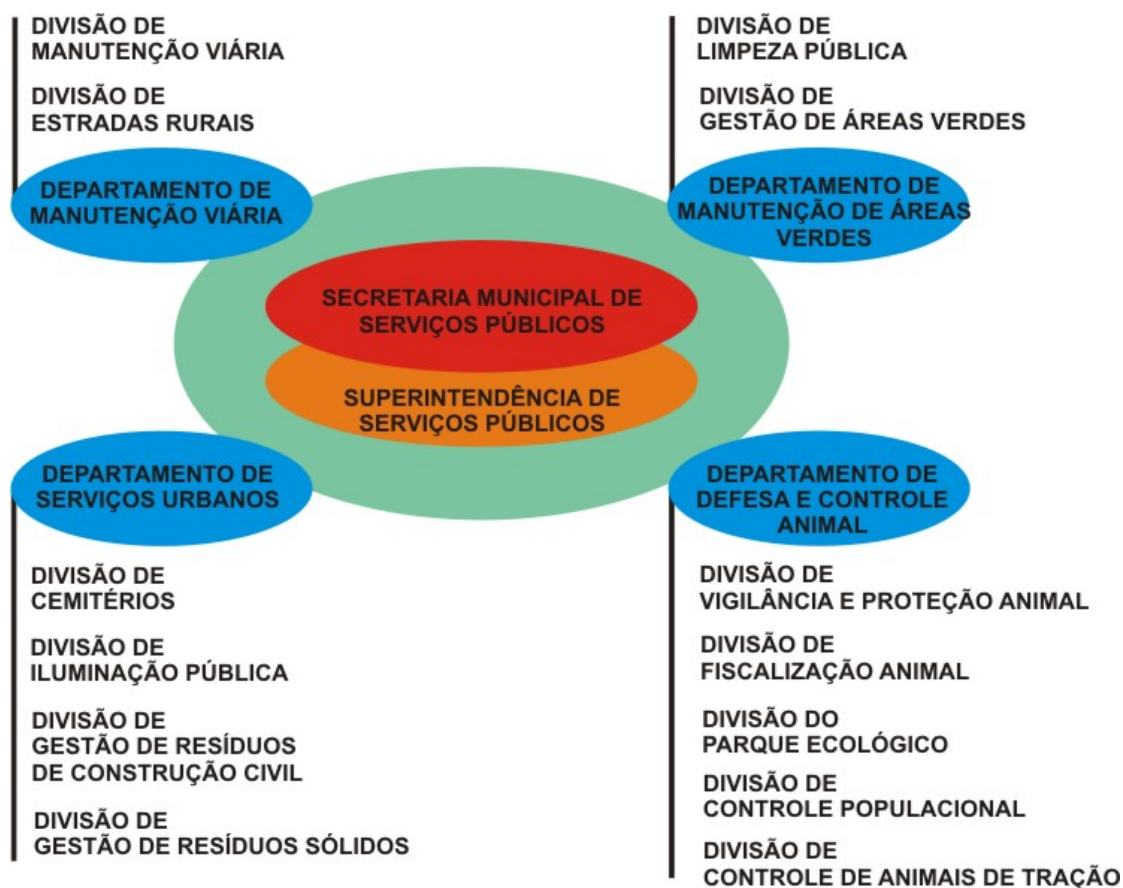 DIVISÃO DE
MANUTENÇÃO VIÁRIA
DIVISÃO DE
ESTRADAS RURAIS
DEPARTAMENTO DE
MANUTENÇÃO VIÁRIA
DIVISÃO DE
LIMPEZA PÚBLICA
DIVISÃO DE
GESTÃO DE ÁREAS VERDES
DEPARTAMENTO DE
MANUTENÇÃO DE ÁREAS
VERDES
SECRETARIA MUNICIPAL DE
SERVIÇOS PÚBLICOS
SUPERINTENDÊNCIA DE
SERVIÇOS PÚBLICOS
DEPARTAMENTO DE
SERVIÇOS URBANOS
DIVISÃO DE
CEMITÉRIOS
DIVISÃO DE
ILUMINAÇÃO PÚBLICA
DIVISÃO DE
GESTÃO DE RESÍDUOS
DE CONSTRUÇÃO CIVIL
DIVISÃO DE
GESTÃO DE RESÍDUOS SÓLIDOS
DEPARTAMENTO DE
DEFESA E CONTROLE
ANIMAL
DIVISÃO DE
VIGILÂNCIA E PROTEÇÃO ANIMAL
DIVISÃO DE
FISCALIZAÇÃO ANIMAL
DIVISÃO DO
PARQUE ECOLÓGICO
DIVISÃO DE
CONTROLE POPULACIONAL
DIVISÃO DE
CONTROLE DE ANIMAIS DE TRAÇÃO